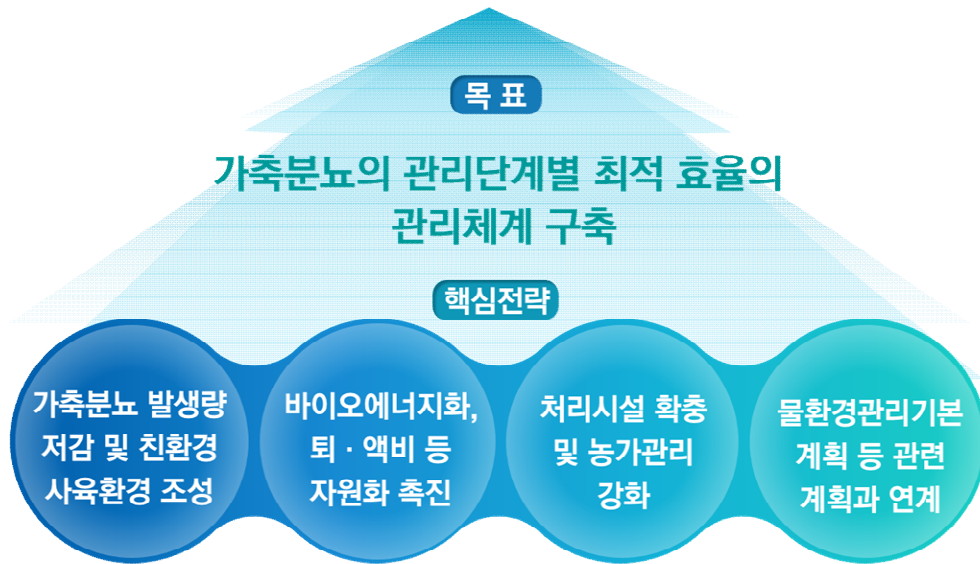 목 표
가축분뇨의 관리단계별 최적 효율의
관리체계 구축
핵심전략
가축분뇨 발생량
저감 및 친환경
사육환경 조성
바이오에너지화,
퇴 · 액비 등
자원화 촉진
처리시설 확충
및 농가관리
강화
물환경관리기본
계획 등 관련
계획과 연계